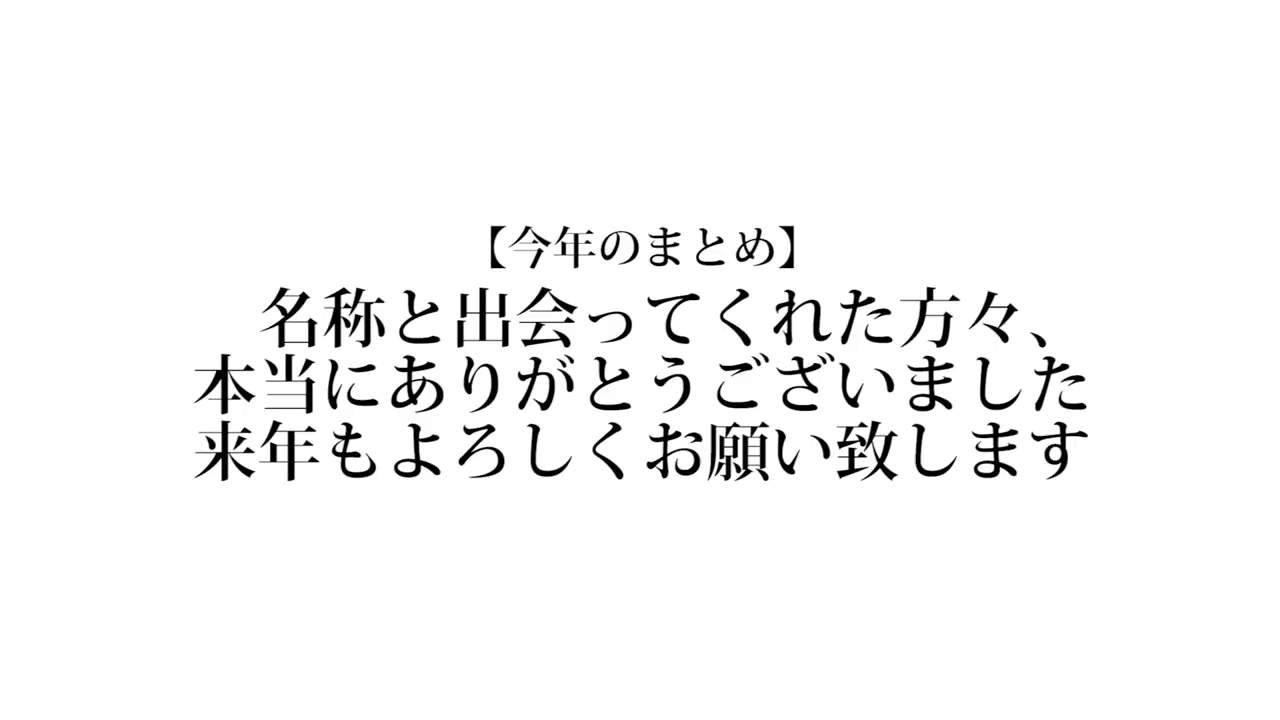 【今年のまとめ】
名称と出会ってくれた方々、
本当にありがとうございました
来年もよろしくお願い致します